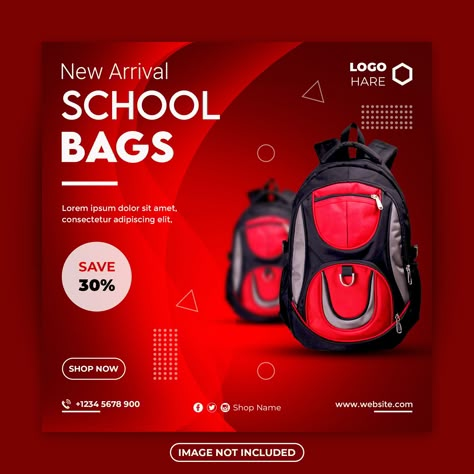 New Arrival
SCHOOL
BAGS
LOGO
HARE
Lorem ipsum dolor sit amet,
consectetur adipiscing elit.
SAVE
30%
SHOP NOW
+1234 5678 900
Shop Name
www.website.com
IMAGE NOT INCLUDED